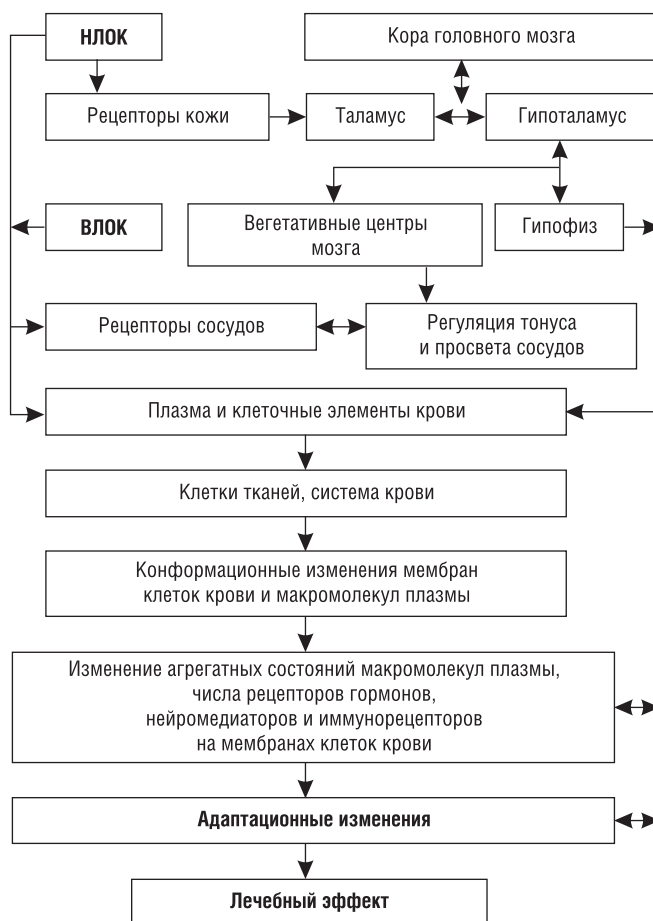 НЛОК
Кора головного мозга
Рецепторы кожи
Таламус
Гипоталамус
ВЛОК
Вегетативные центры
мозга
Гипофиз
Рецепторы сосудов
Регуляция тонуса
и просвета сосудов
Плазма и клеточные элементы крови
Клетки тканей, система крови
Конформационные изменения мембран
клеток крови и макромолекул плазмы
Изменение агрегатных состояний макромолекул плазмы,
числа рецепторов гормонов,
нейромедиаторов и иммунорецепторов
на мембранах клеток крови
Адаптационные изменения
Лечебный эффект